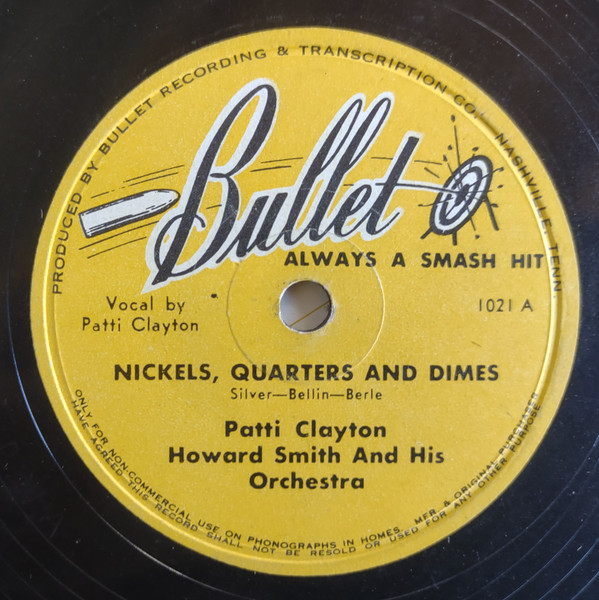 PRODUCED BY BULLET RECORDING & TRANSCRIPTION CO. NASHVILLE, TENN.
Bullet
ALWAYS A SMASH HIT
Vocal by
Patti Clayton
1021 A
NICKELS, QUARTERS AND DIMES
Silver—Bellin—Berle
Patti Clayton
Howard Smith And His
Orchestra
ONLY FOR NON-COMMERCIAL USE ON PHONOGRAPHS IN HOMES. MFR & ORIGINAL PURCHASER
HAVE AGREED THIS RECORD SHALL NOT BE RESOLD OR USED FOR ANY OTHER PURPOSE